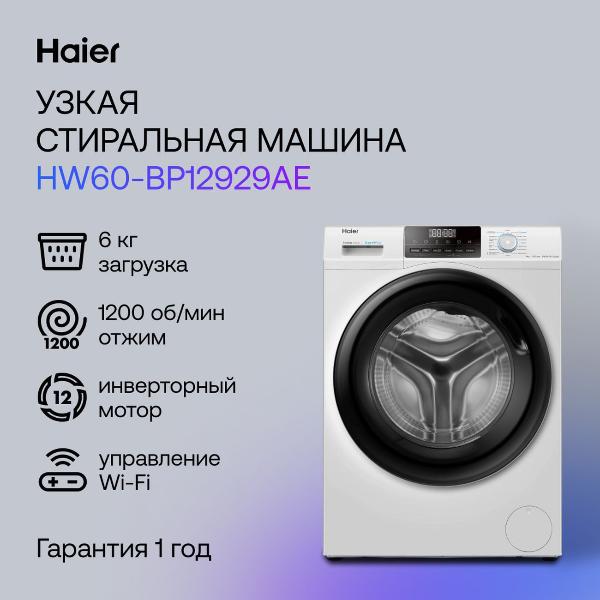 Haier
УЗКАЯ
СТИРАЛЬНАЯ МАШИНА
HW60-BP12929AE
6 кг
загрузка
1200 об/мин
отжим
1200
12
инверторный
мотор
управление
Wi-Fi
Гарантия 1 год
Haier